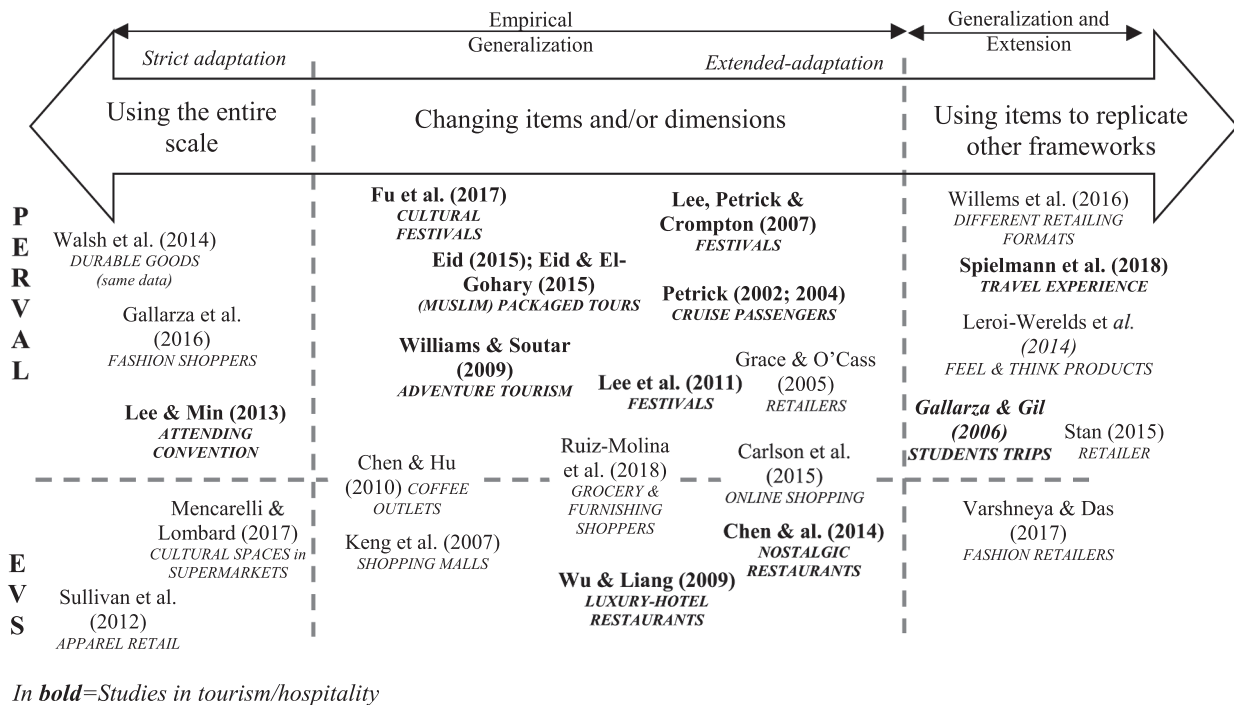 Empirical
Generalization
Generalization and
Extension
Strict adaptation
Extended-adaptation
Using the entire
scale
Changing items and/or dimensions
Using items to replicate
other frameworks
P
E
R
V
A
L
Walsh et al. (2014)
DURABLE GOODS
(same data)
Gallarza et al.
(2016)
FASHION SHOPPERS
Lee & Min (2013)
ATTENDING
CONVENTION
Fu et al. (2017)
CULTURAL
FESTIVALS
Eid (2015); Eid & El-
Gohary (2015)
(MUSLIM) PACKAGED TOURS
Williams & Soutar
(2009)
ADVENTURE TOURISM
Lee, Petrick &
Crompton (2007)
FESTIVALS
Petrick (2002; 2004)
CRUISE PASSENGERS
Lee et al. (2011)
FESTIVALS
Grace & O’Cass
(2005)
RETAILERS
Willems et al. (2016)
DIFFERENT RETAILING
FORMATS
Spielmann et al. (2018)
TRAVEL EXPERIENCE
Leroi-Werelds et al.
(2014)
FEEL & THINK PRODUCTS
Gallarza & Gil
(2006)
STUDENTS TRIPS
Stan (2015)
RETAILER
Chen & Hu
(2010) COFFEE
OUTLETS
Ruiz-Molina
et al. (2018)
GROCERY &
FURNISHING
SHOPPERS
Carlson et al.
(2015)
ONLINE SHOPPING
E
V
S
Mencarelli &
Lombard (2017)
CULTURAL SPACES in
SUPERMARKETS
Sullivan et al.
(2012)
APPAREL RETAIL
Keng et al. (2007)
SHOPPING MALLS
Wu & Liang (2009)
LUXURY-HOTEL
RESTAURANTS
Chen & al. (2014)
NOSTALGIC
RESTAURANTS
Varshneya & Das
(2017)
FASHION RETAILERS
In bold=Studies in tourism/hospitality